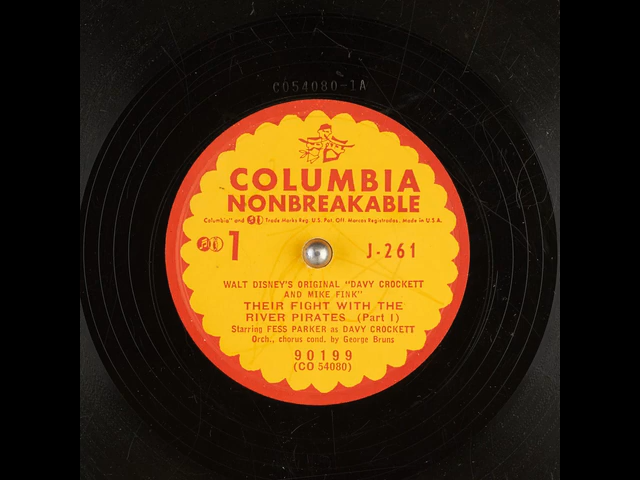 CO54080-1A
COLUMBIA
NONBREAKABLE
Columbia" and Trade Marks Reg. U.S. Pat. Off. Marcas Registradas. Made in U.S.A.
1 J-261
WALT DISNEY'S ORIGINAL "DAVY CROCKETT
AND MIKE FINK"
THEIR FIGHT WITH THE
RIVER PIRATES (Part I)
Starring FESS PARKER as DAVY CROCKETT
Orch., chorus cond. by George Bruns
90199
(CO 54080)